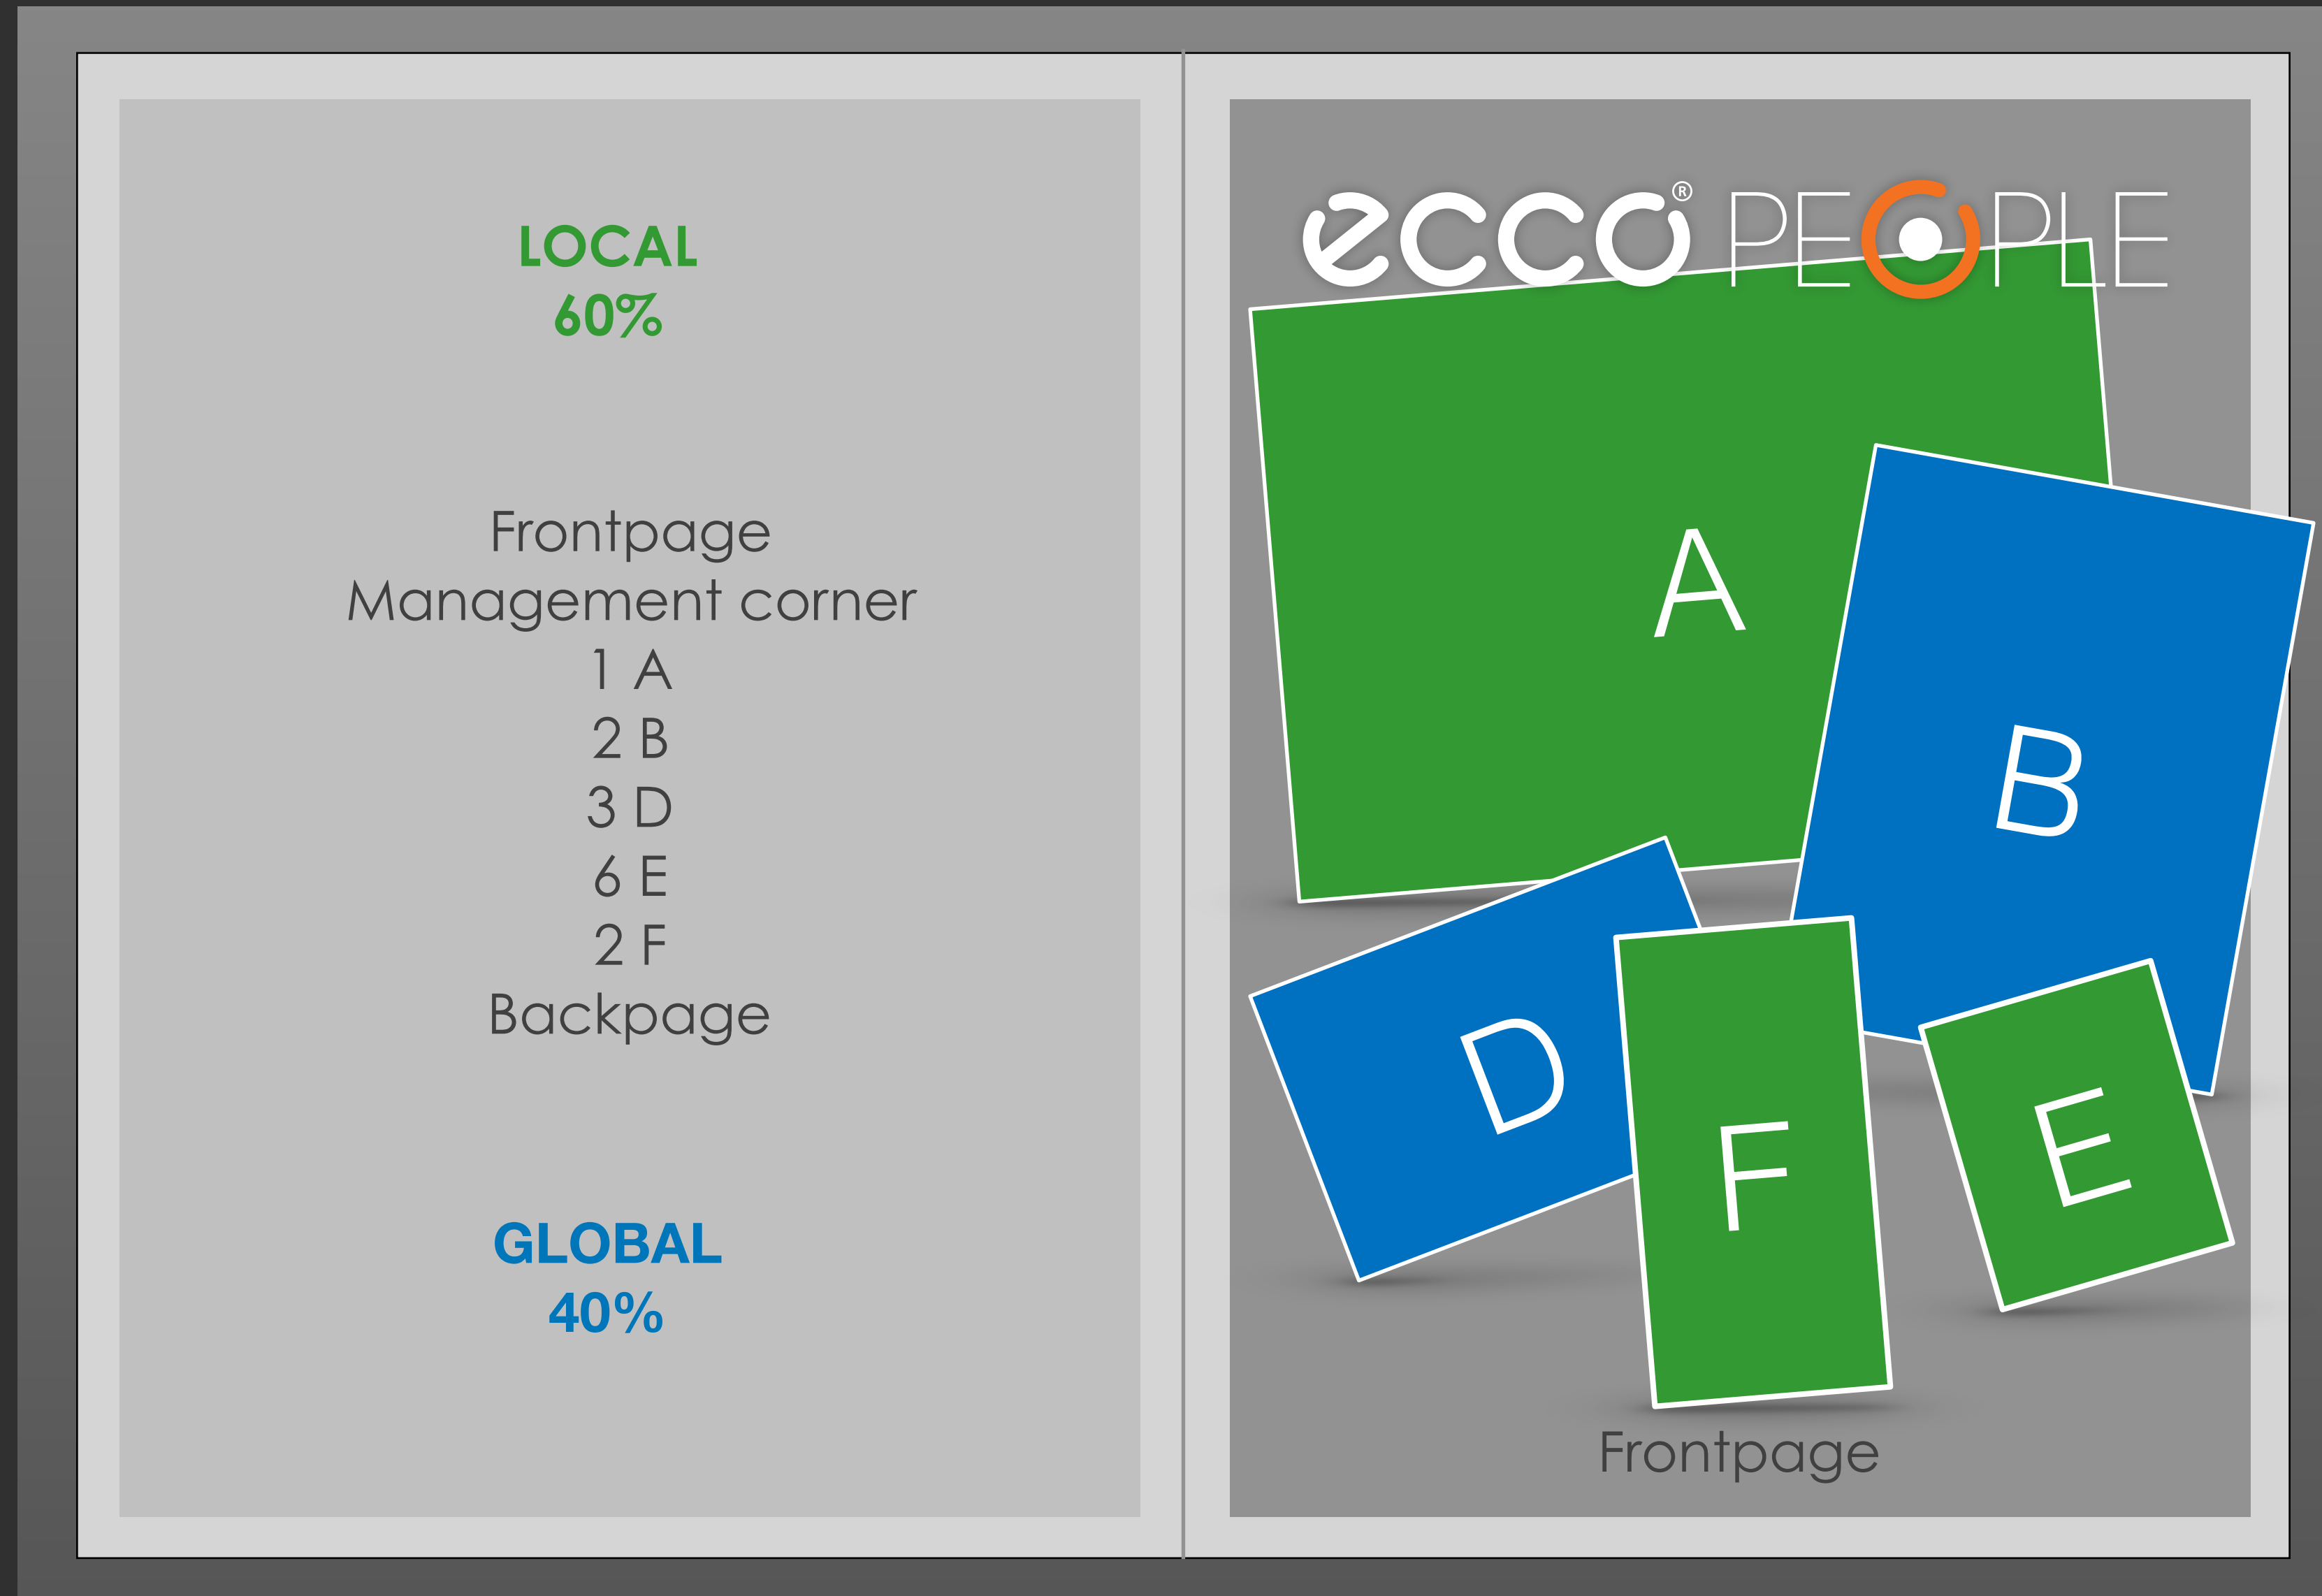 LOCAL
60%
Frontpage
Management corner
1 A
2 B
3 D
6 E
2 F
Backpage
GLOBAL
40%
ecco® PEOPLE
A
B
D
F
E
Frontpage